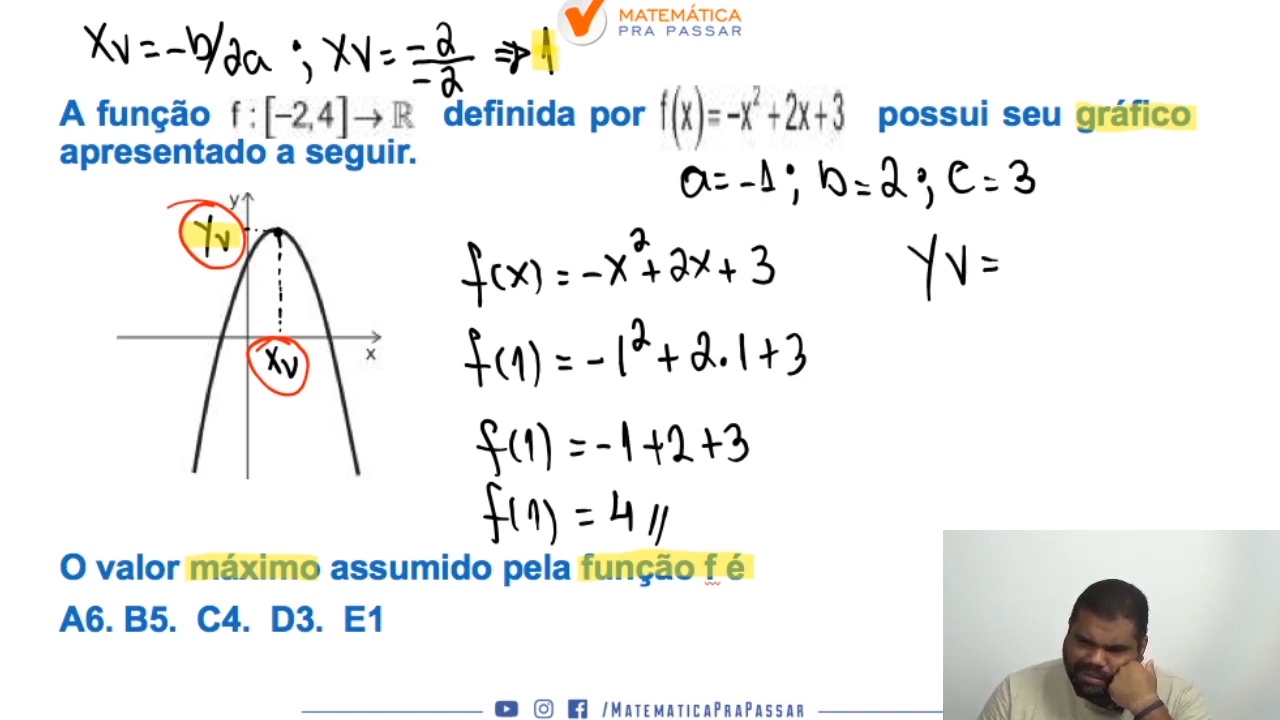 MATEMÁTICA
PRA PASSAR
Xv = -b/2a ; Xv = -2/-2 ⇒ 1
A função f : [-2,4] → ℝ definida por f(x) = -x² + 2x + 3 possui seu gráfico
apresentado a seguir.
a = -1 ; b = 2 ; c = 3
y
Yv
Xv
x
f(x) = -x² + 2x + 3
Yv =
f(1) = -1² + 2.1 + 3
f(1) = -1 + 2 + 3
f(1) = 4 //
O valor máximo assumido pela função f é
A6. B5. C4. D3. E1
/MATEMATICAPRAPASSAR